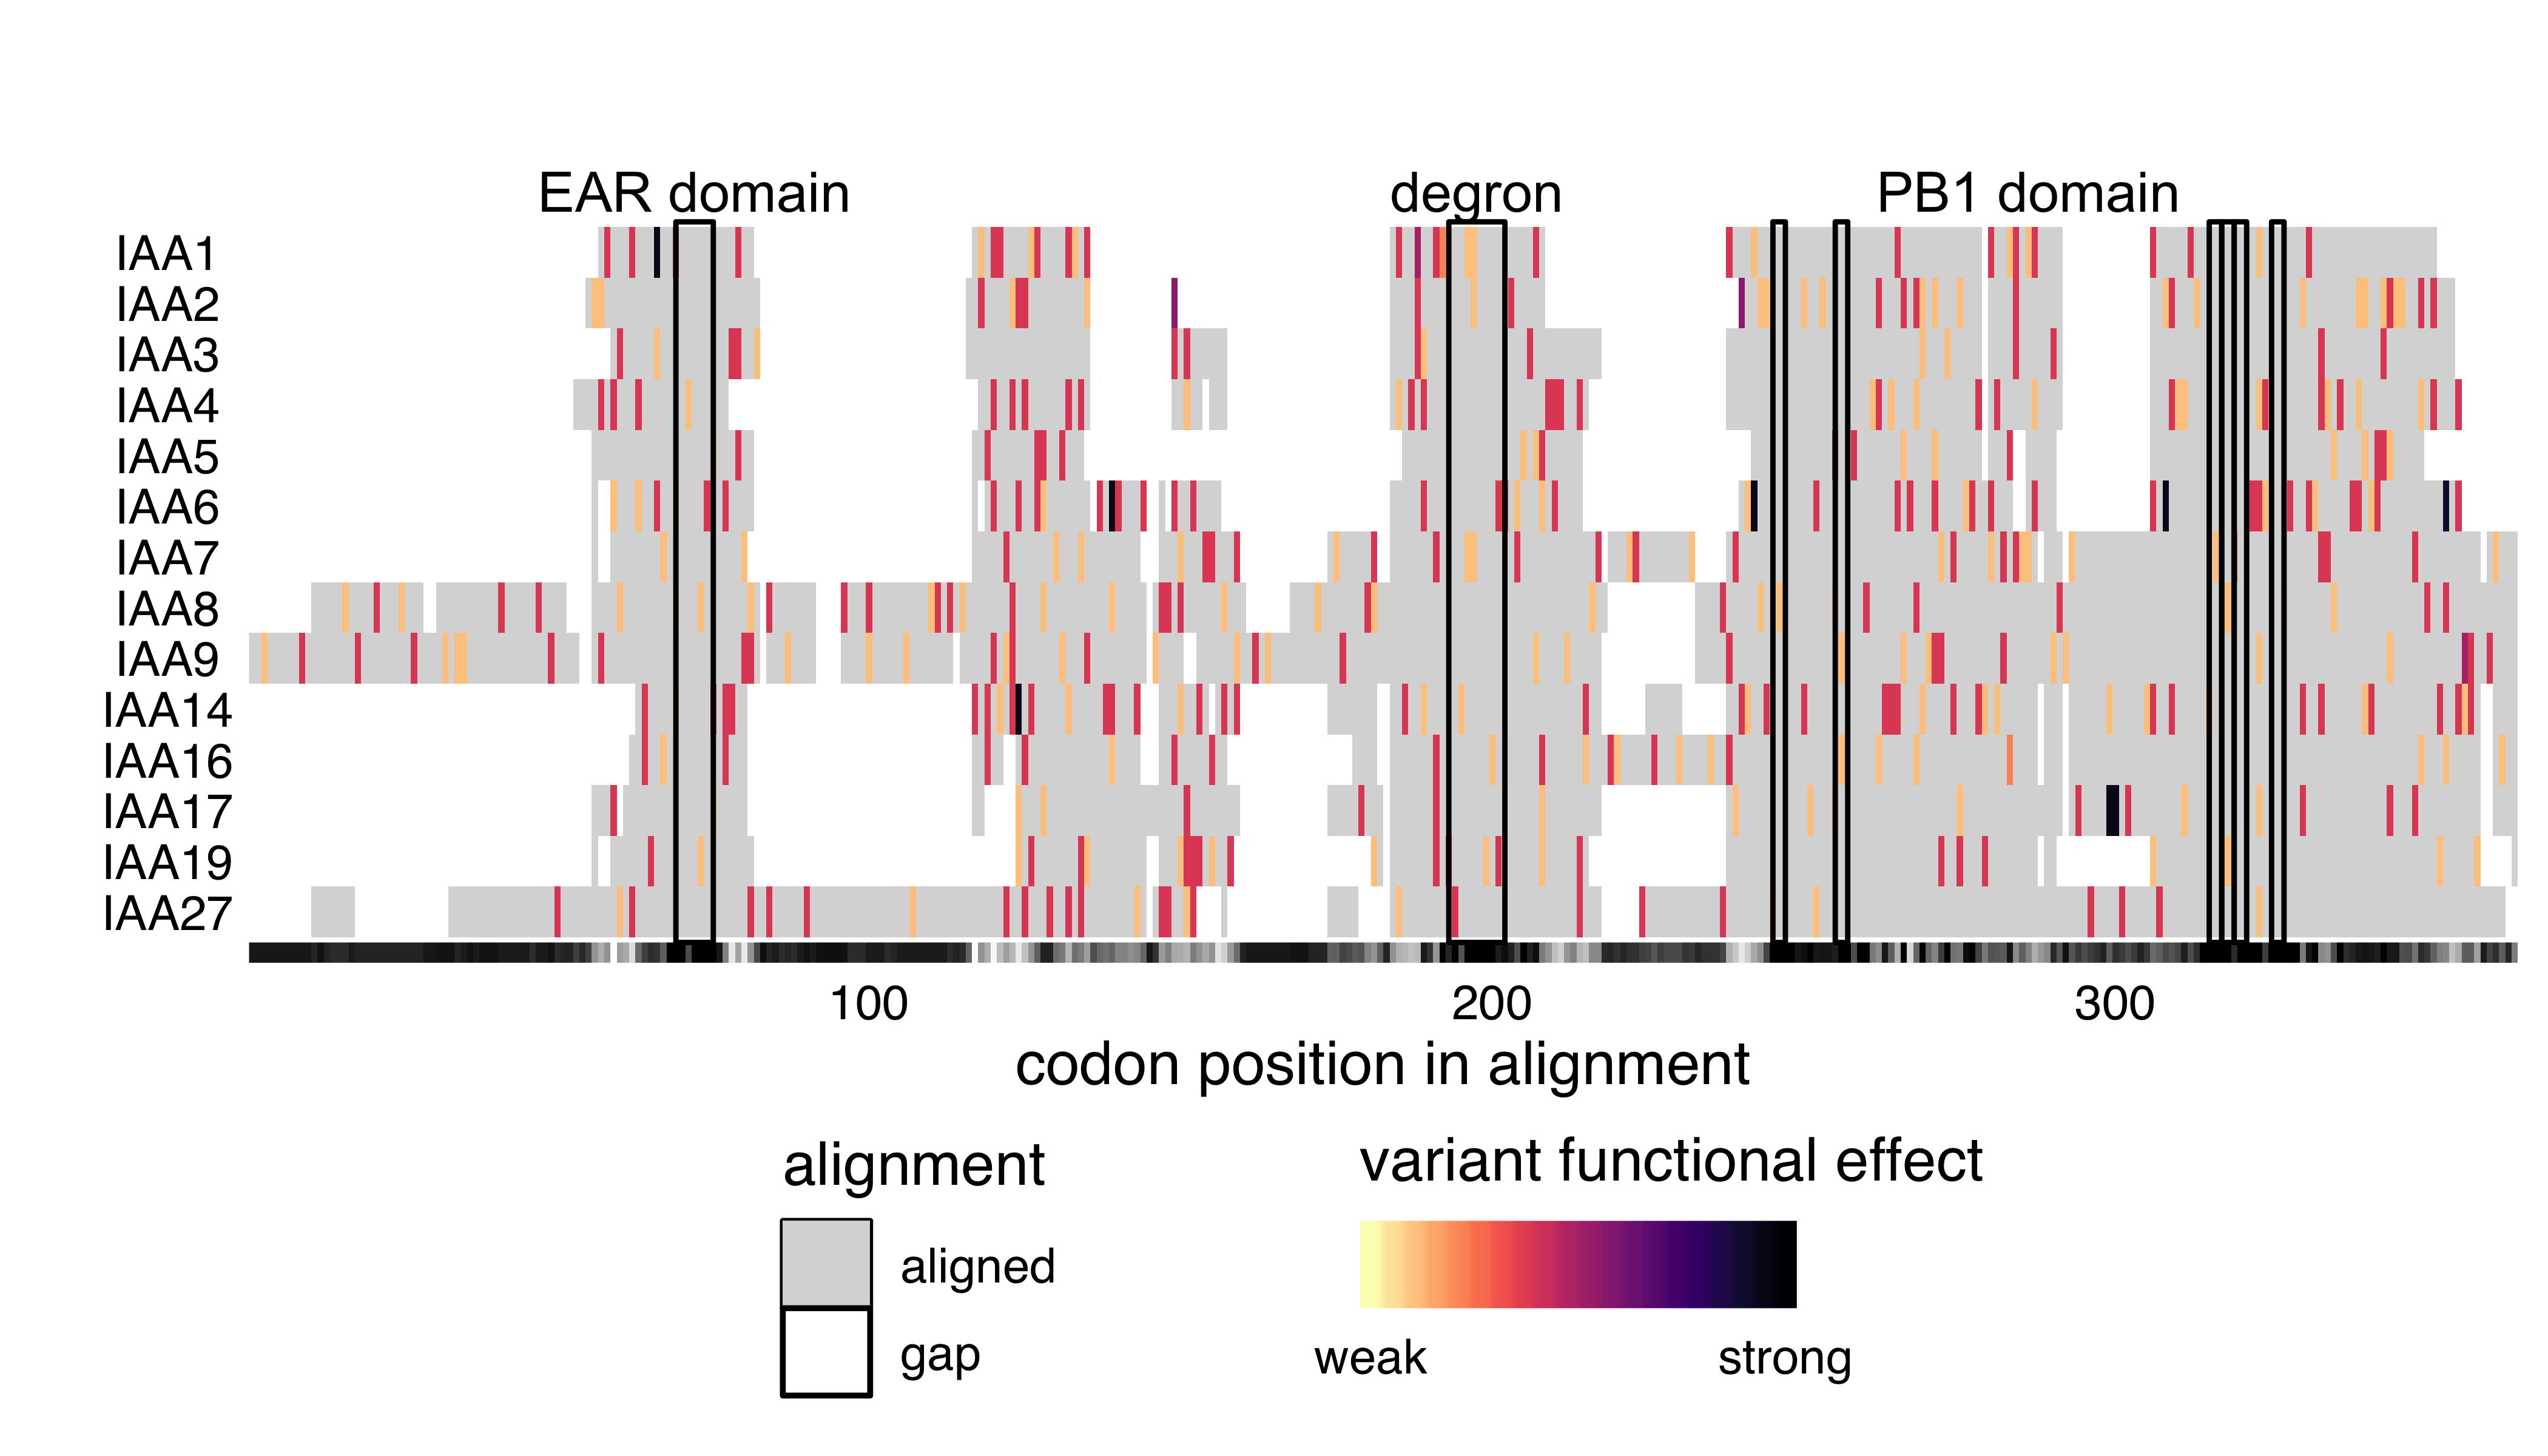 EAR domain degron PB1 domain
IAA1
IAA2
IAA3
IAA4
IAA5
IAA6
IAA7
IAA8
IAA9
IAA14
IAA16
IAA17
IAA19
IAA27
100 200 300
codon position in alignment
alignment
aligned
gap
variant functional effect
weak strong